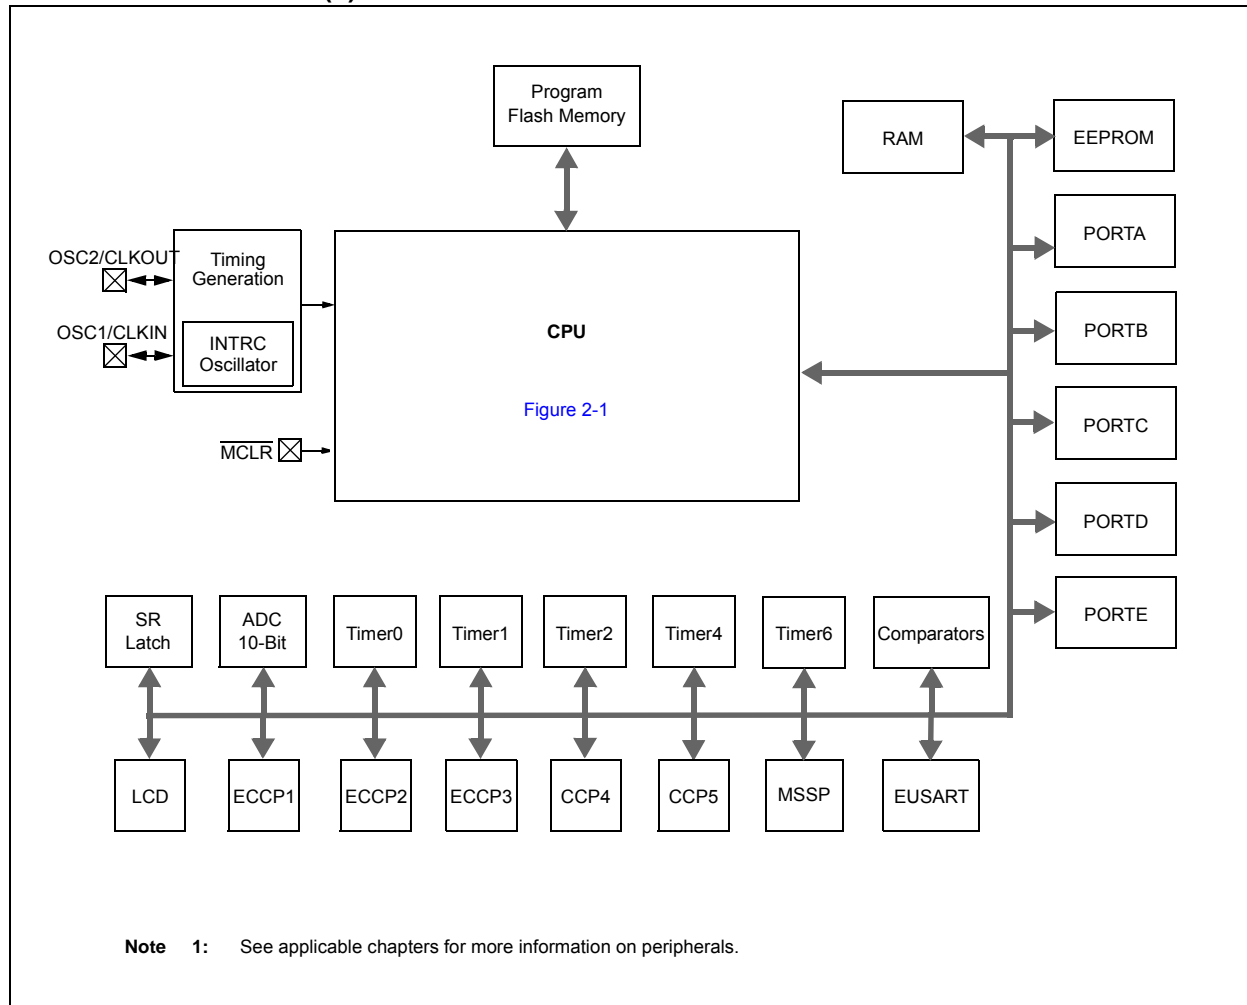 Program
Flash Memory
RAM
EEPROM
PORTA
OSC2/CLKOUT
Timing
Generation
OSC1/CLKIN
INTRC
Oscillator
CPU
PORTB
Figure 2-1
PORTC
MCLR
PORTD
PORTE
SR
Latch
ADC
10-Bit
Timer0
Timer1
Timer2
Timer4
Timer6
Comparators
LCD
ECCP1
ECCP2
ECCP3
CCP4
CCP5
MSSP
EUSART
Note 1: See applicable chapters for more information on peripherals.